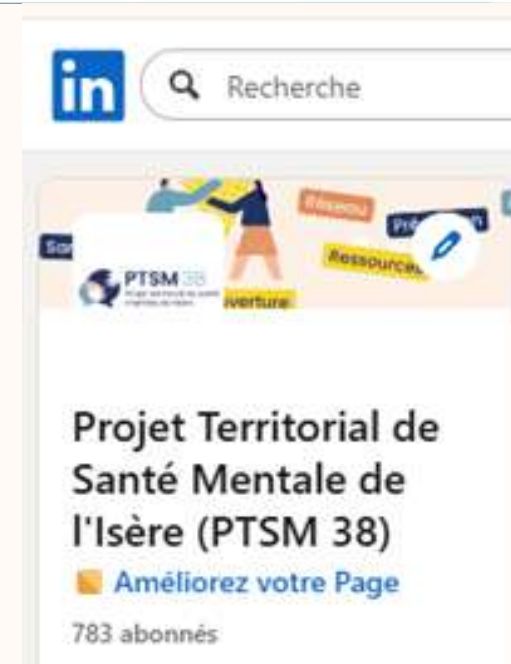 in
Recherche
Réseau
Ressources
PTSM 38
Projet Territorial de
Santé Mentale de
l'Isère (PTSM 38)
Améliorez votre Page
783 abonnés